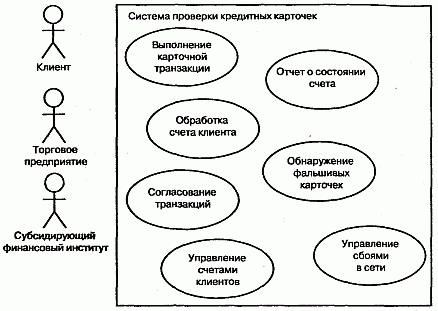 Система проверки кредитных карточек
Клиент
Торговое
предприятие
Субсидирующий
финансовый институт
Выполнение
карточной
транзакции
Отчет о состоянии
счета
Обработка
счета клиента
Обнаружение
фальшивых
карточек
Согласование
транзакций
Управление
счетами
клиентов
Управление
сбоями
в сети